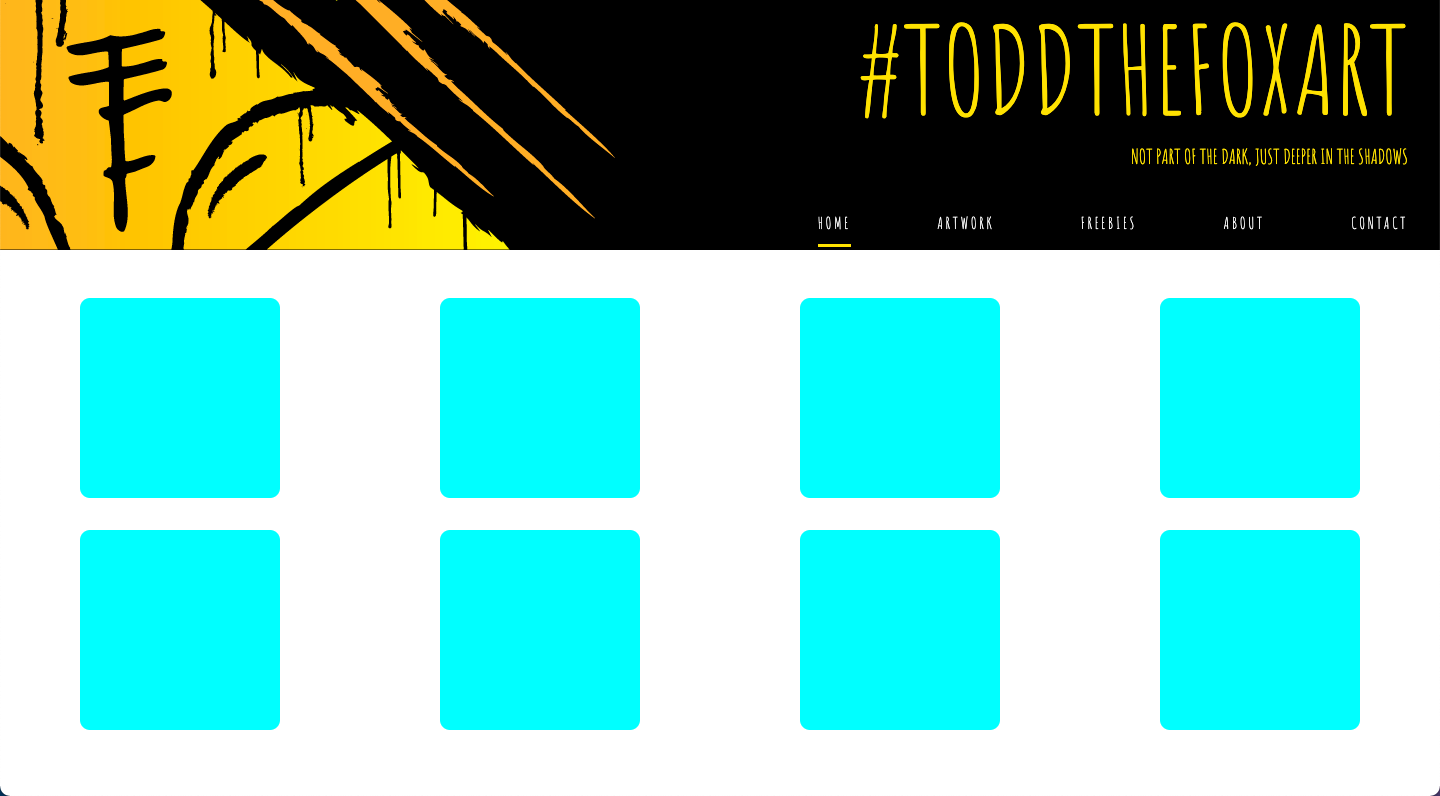 #TODDTHEFOXART
NOT PART OF THE DARK, JUST DEEPER IN THE SHADOWS
HOME ARTWORK FREEBIES ABOUT CONTACT